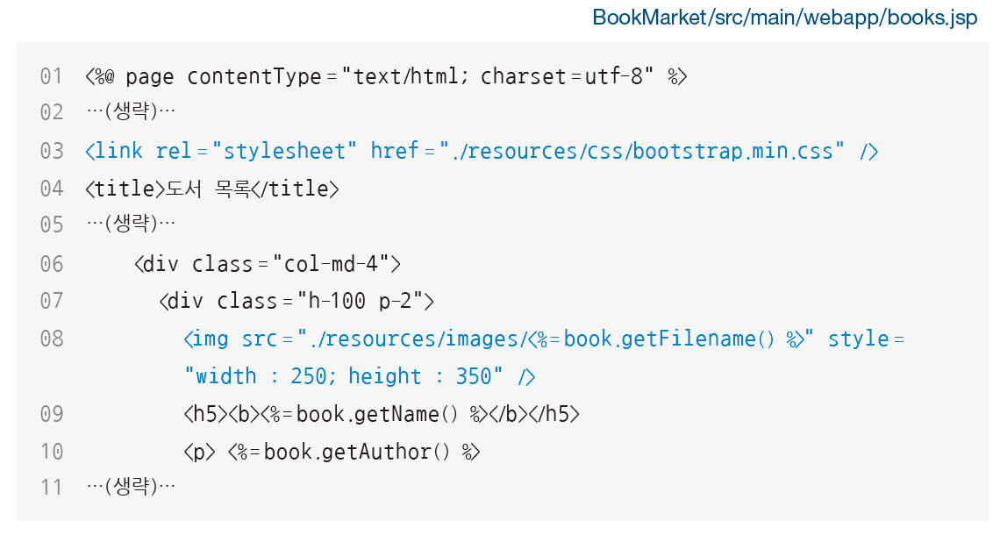 BookMarket/src/main/webapp/books.jsp
01 <%@ page contentType="text/html; charset=utf-8" %>
02 …(생략)…
03 <link rel="stylesheet" href="./resources/css/bootstrap.min.css" />
04 <title>도서 목록</title>
05 …(생략)…
06 <div class="col-md-4">
07 <div class="h-100 p-2">
08 <img src="./resources/images/<%=book.getFilename() %>" style=
"width : 250; height : 350" />
09 <h5><b><%=book.getName() %></b></h5>
10 <p> <%=book.getAuthor() %>
11 …(생략)…